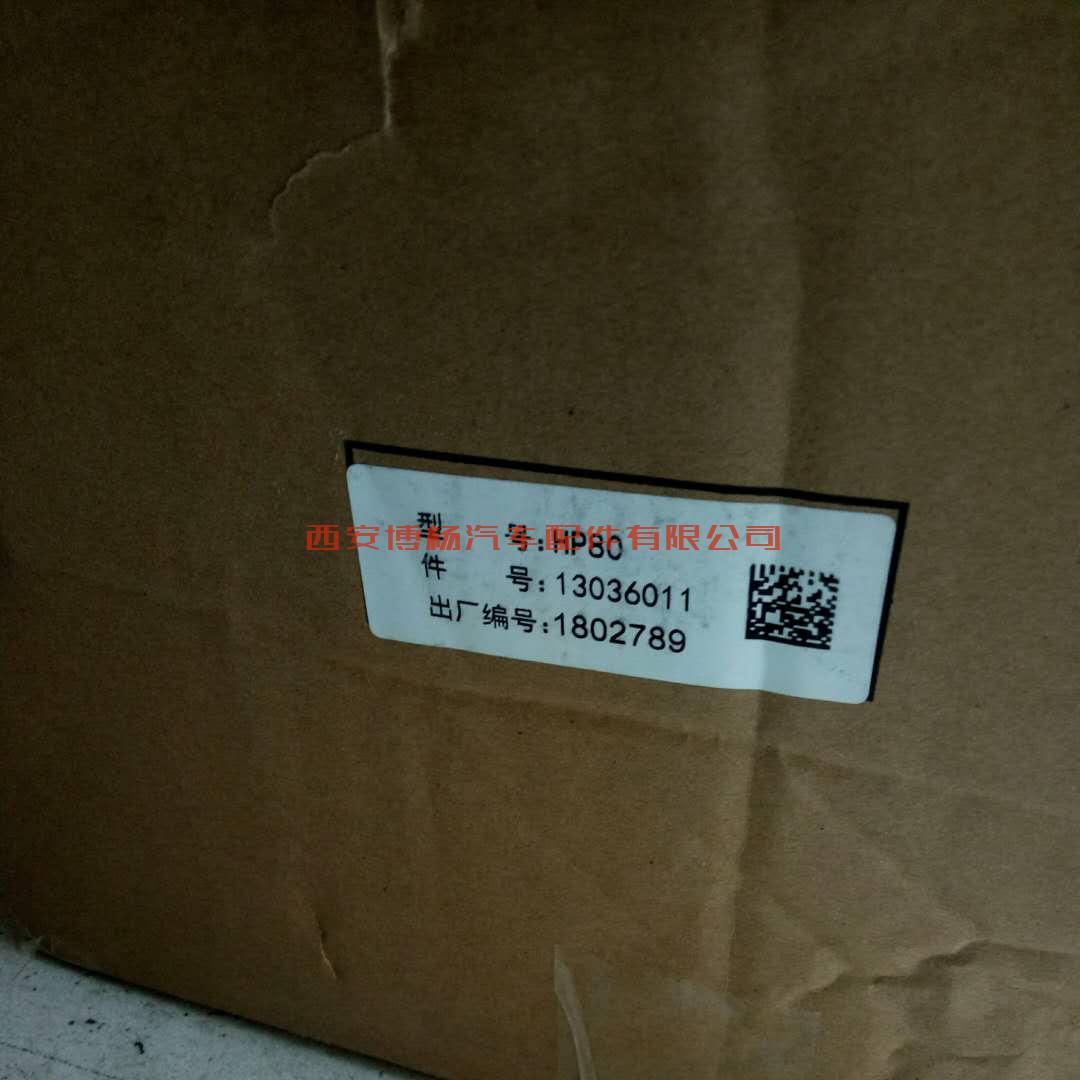 西安博杨汽车配件有限公司
型 号:HP80
件 号:13036011
出厂编号:1802789